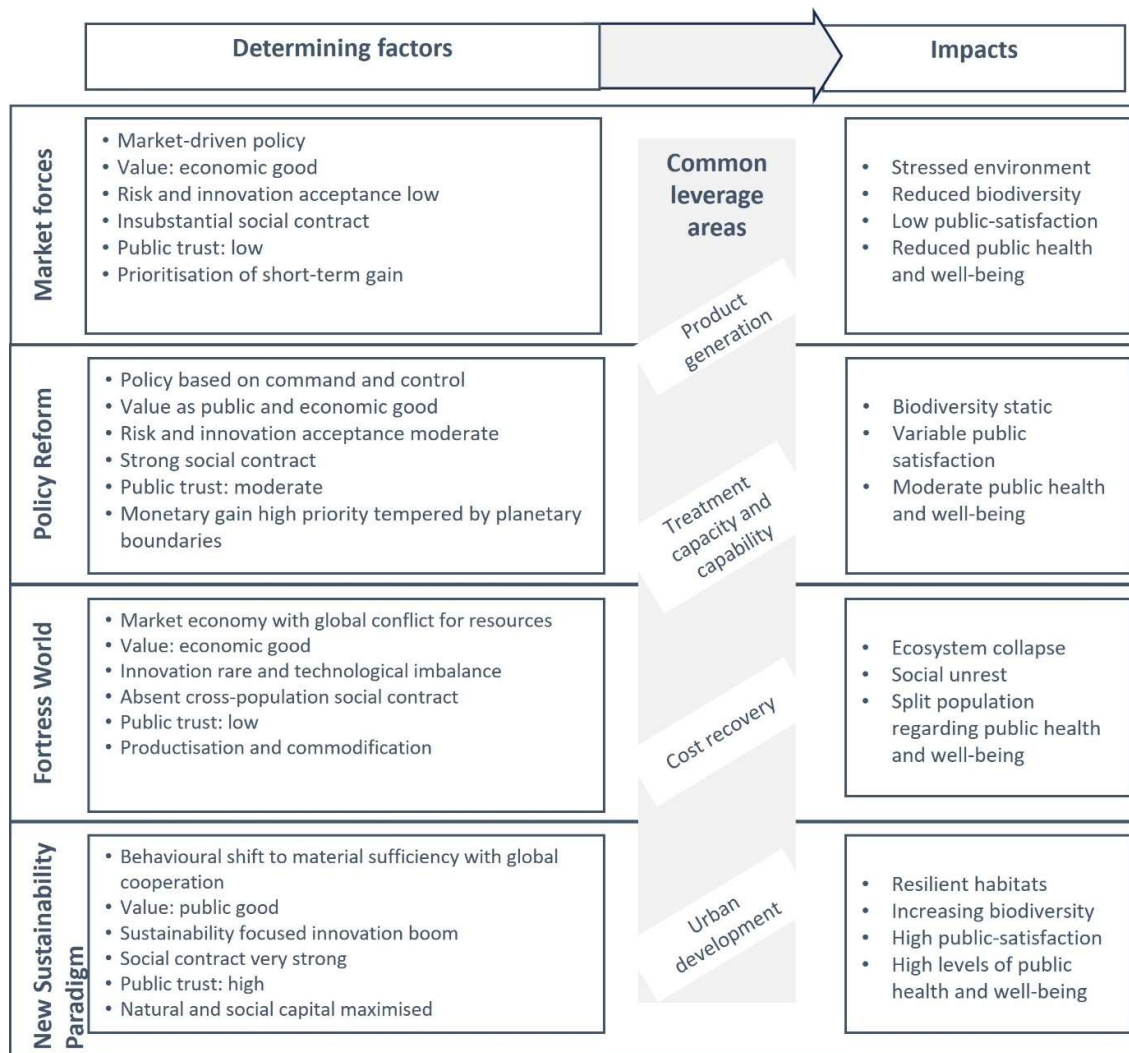 Determining factors
Impacts
Market forces
• Market-driven policy
• Value: economic good
• Risk and innovation acceptance low
• Insubstantial social contract
• Public trust: low
• Prioritisation of short-term gain
Common
leverage
areas
• Stressed environment
• Reduced biodiversity
• Low public-satisfaction
• Reduced public health
and well-being
Product
generation
Policy Reform
• Policy based on command and control
• Value as public and economic good
• Risk and innovation acceptance moderate
• Strong social contract
• Public trust: moderate
• Monetary gain high priority tempered by planetary
boundaries
Treatment
capacity and
capability
• Biodiversity static
• Variable public
satisfaction
• Moderate public health
and well-being
Fortress World
• Market economy with global conflict for resources
• Value: economic good
• Innovation rare and technological imbalance
• Absent cross-population social contract
• Public trust: low
• Productisation and commodification
Cost recovery
• Ecosystem collapse
• Social unrest
• Split population
regarding public health
and well-being
New Sustainability
Paradigm
• Behavioural shift to material sufficiency with global
cooperation
• Value: public good
• Sustainability focused innovation boom
• Social contract very strong
• Public trust: high
• Natural and social capital maximised
Urban
development
• Resilient habitats
• Increasing biodiversity
• High public-satisfaction
• High levels of public
health and well-being